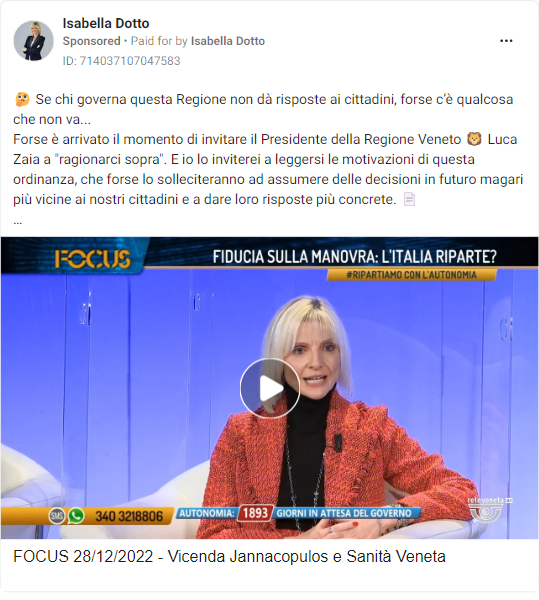 Isabella Dotto
Sponsored • Paid for by Isabella Dotto
ID: 714037107047583
🤔 Se chi governa questa Regione non dà risposte ai cittadini, forse c'è qualcosa
che non va...
Forse è arrivato il momento di invitare il Presidente della Regione Veneto 🦁 Luca
Zaia a "ragionarci sopra". E io lo inviterei a leggersi le motivazioni di questa
ordinanza, che forse lo solleciteranno ad assumere delle decisioni in futuro magari
più vicine ai nostri cittadini e a dare loro risposte più concrete. 📄
...
FOCUS
FIDUCIA SULLA MANOVRA: L'ITALIA RIPARTE?
#RIPARTIAMO CON L'AUTONOMIA
reteveneta
SMS 340 3218806
AUTONOMIA: 1893 GIORNI IN ATTESA DEL GOVERNO
FOCUS 28/12/2022 - Vicenda Jannacopulos e Sanità Veneta